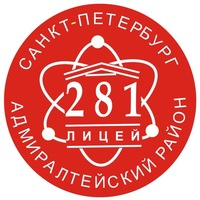 САНКТ-ПЕТЕРБУРГ
281
ЛИЦЕЙ
АДМИРАЛТЕЙСКИЙ РАЙОН